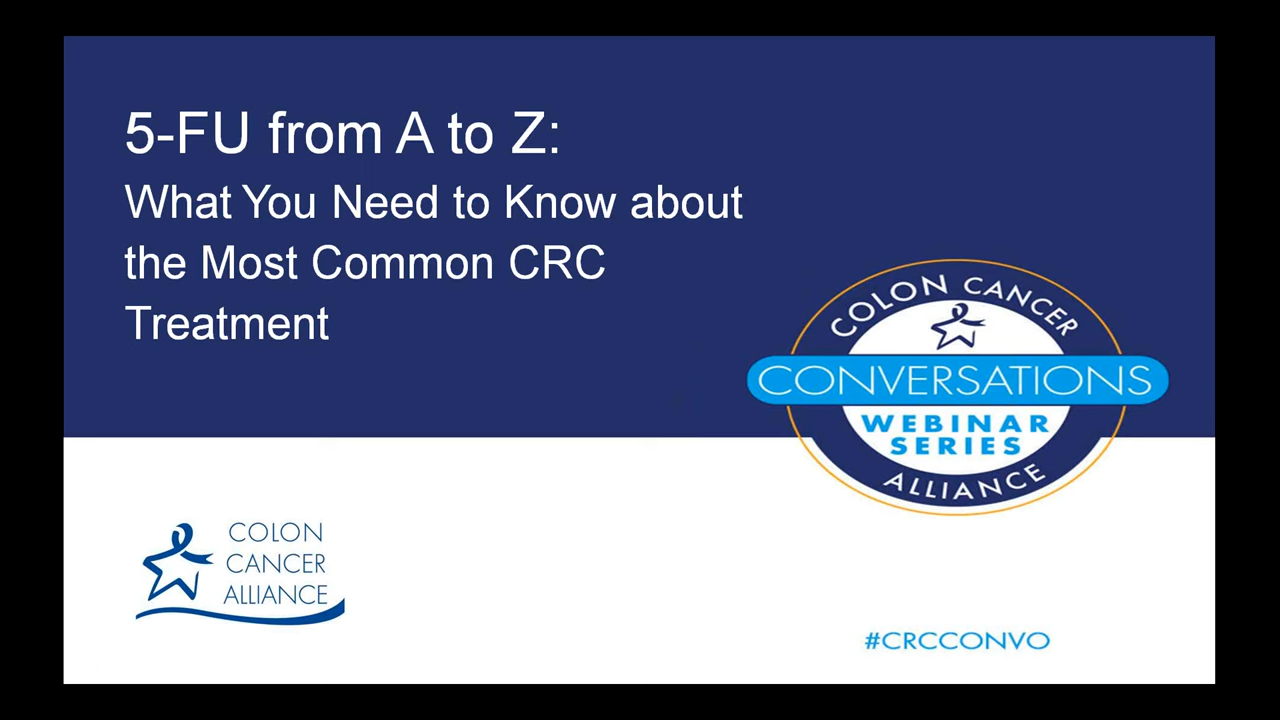 5-FU from A to Z:
What You Need to Know about
the Most Common CRC
Treatment
COLON CANCER
CONVERSATIONS
WEBINAR
SERIES
ALLIANCE
COLON
CANCER
ALLIANCE
#CRCCONVO